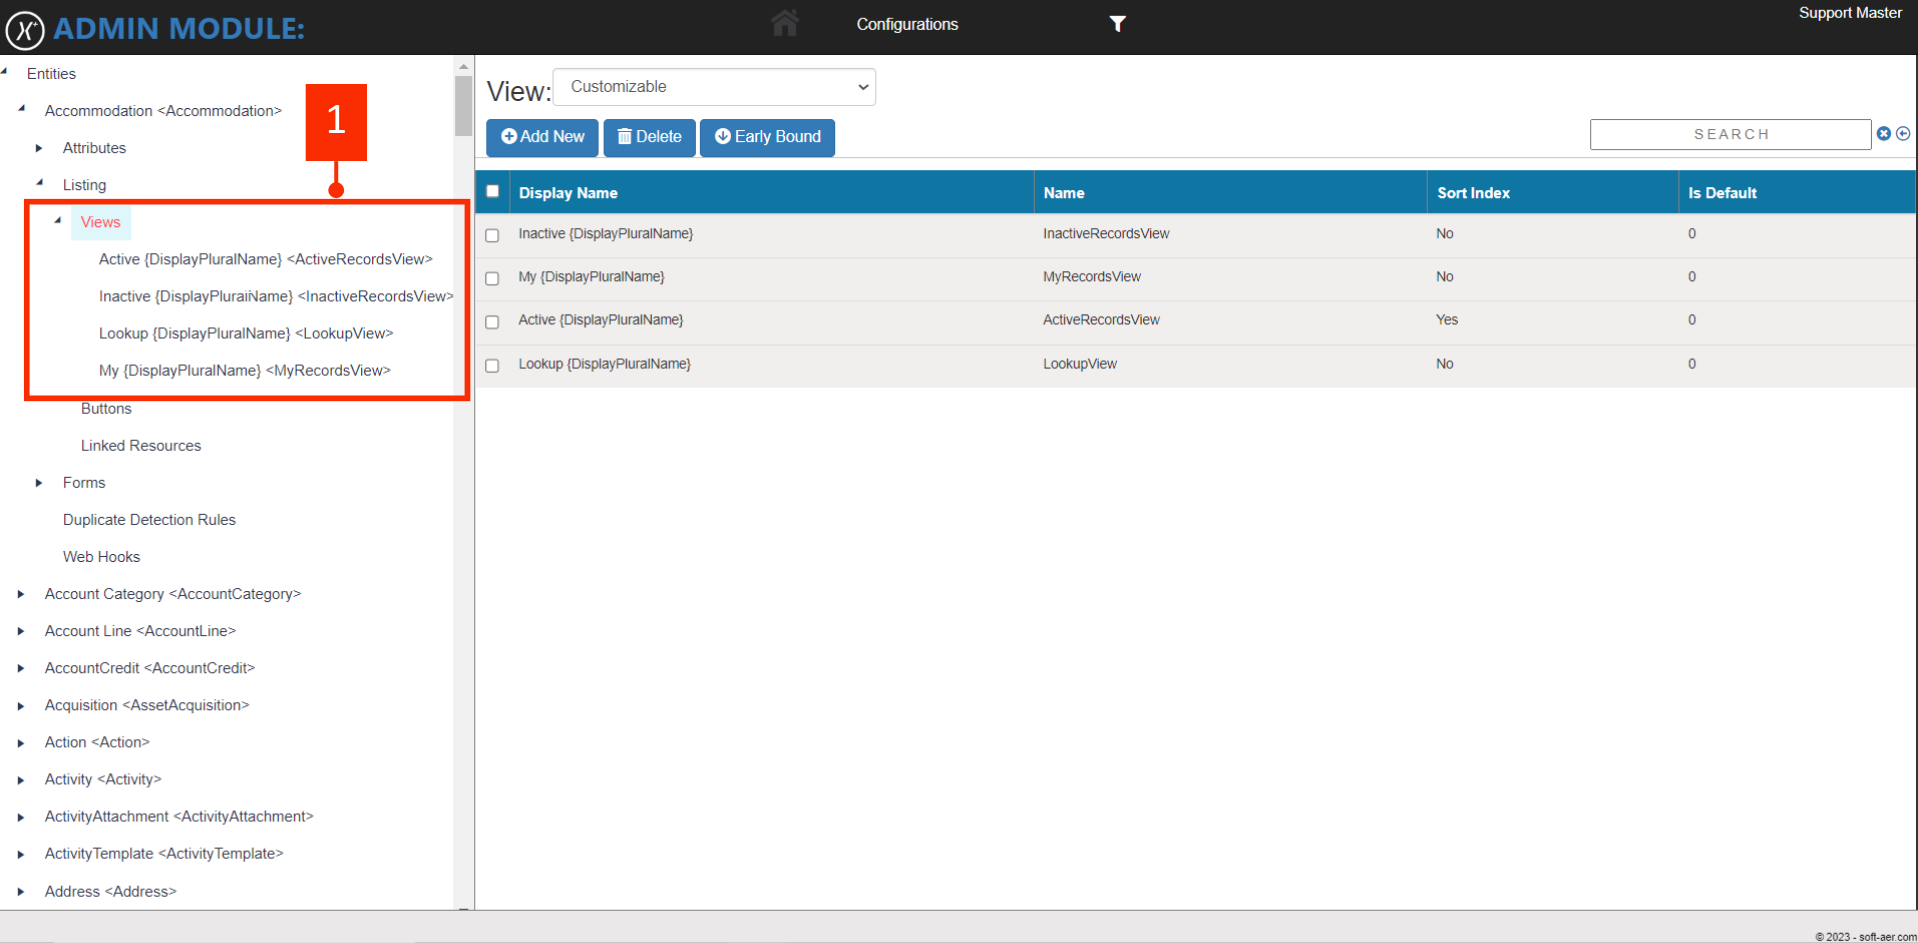 X+ ADMIN MODULE:
Configurations
Support Master
Entities
Accommodation <Accommodation>
Attributes
Listing
Views
Active {DisplayPluralName} <ActiveRecordsView>
Inactive {DisplayPluralName} <InactiveRecordsView>
Lookup {DisplayPluralName} <LookupView>
My {DisplayPluralName} <MyRecordsView>
Buttons
Linked Resources
Forms
Duplicate Detection Rules
Web Hooks
Account Category <AccountCategory>
Account Line <AccountLine>
AccountCredit <AccountCredit>
Acquisition <AssetAcquisition>
Action <Action>
Activity <Activity>
ActivityAttachment <ActivityAttachment>
ActivityTemplate <ActivityTemplate>
Address <Address>
1
View: Customizable
Add New Delete Early Bound
SEARCH
Display Name Name Sort Index Is Default
Inactive {DisplayPluralName} InactiveRecordsView No 0
My {DisplayPluralName} MyRecordsView No 0
Active {DisplayPluralName} ActiveRecordsView Yes 0
Lookup {DisplayPluralName} LookupView No 0
© 2023 - soft-aer.com